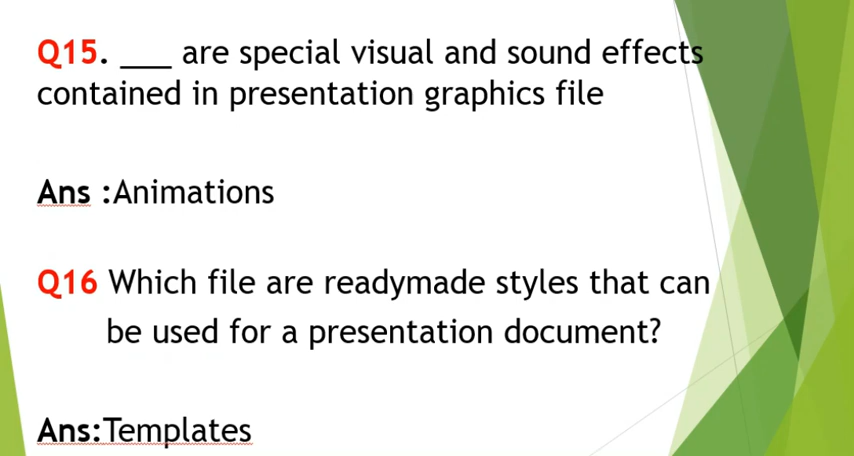 Q15. ___ are special visual and sound effects
contained in presentation graphics file
Ans :Animations
Q16 Which file are readymade styles that can
be used for a presentation document?
Ans:Templates